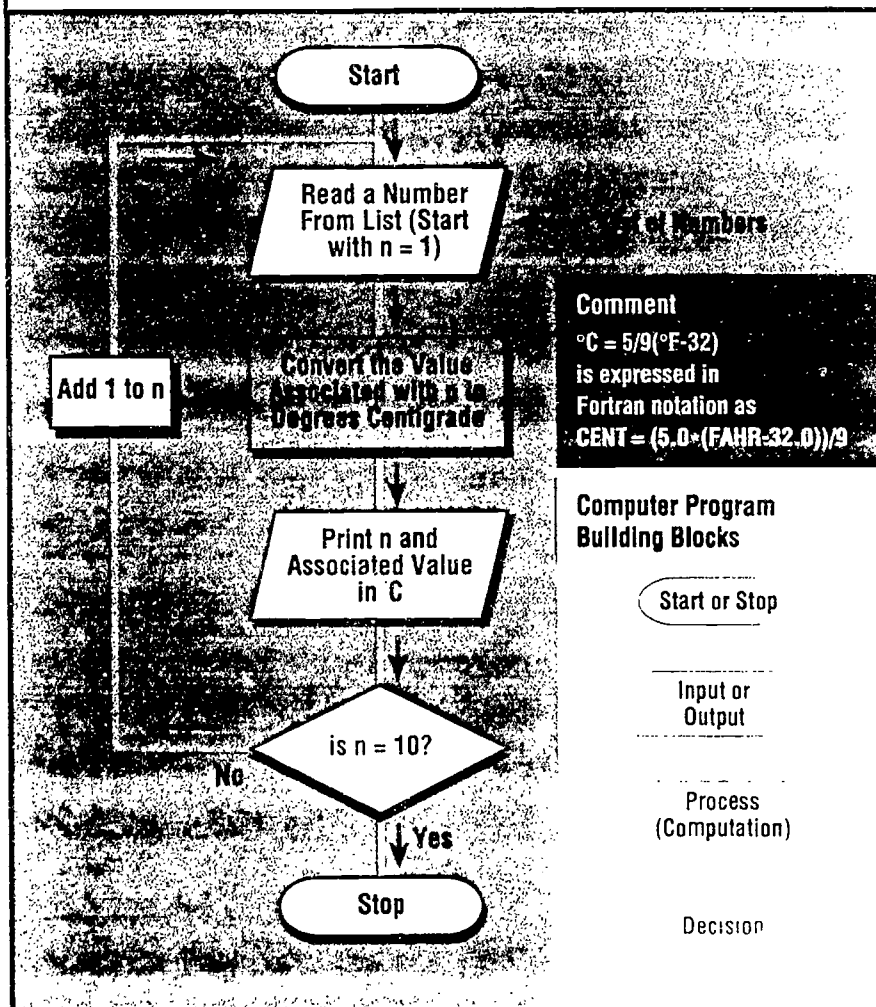 Start
Read a Number
From List (Start
with n = 1)
of Numbers
Convert the Value
Associated with n to
Degrees Centigrade
Add 1 to n
Print n and
Associated Value
in °C
is n = 10?
No
Yes
Stop
Comment
°C = 5/9(°F-32)
is expressed in
Fortran notation as
CENT = (5.0*(FAHR-32.0))/9
Computer Program
Building Blocks
Start or Stop
Input or
Output
Process
(Computation)
Decision